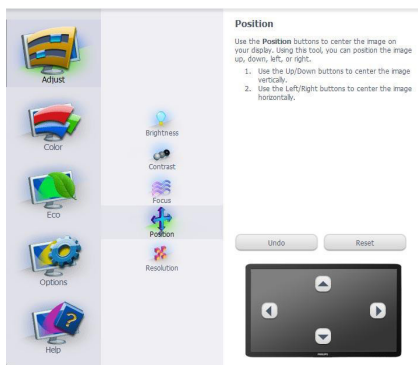 Adjust
Color
Eco
Options
Help
Brightness
Contrast
Focus
Position
Resolution
Position
Use the Position buttons to center the image on
your display. Using this tool, you can position the image
up, down, left, or right.
1. Use the Up/Down buttons to center the image
vertically.
2. Use the Left/Right buttons to center the image
horizontally.
Undo
Reset
PHILIPS